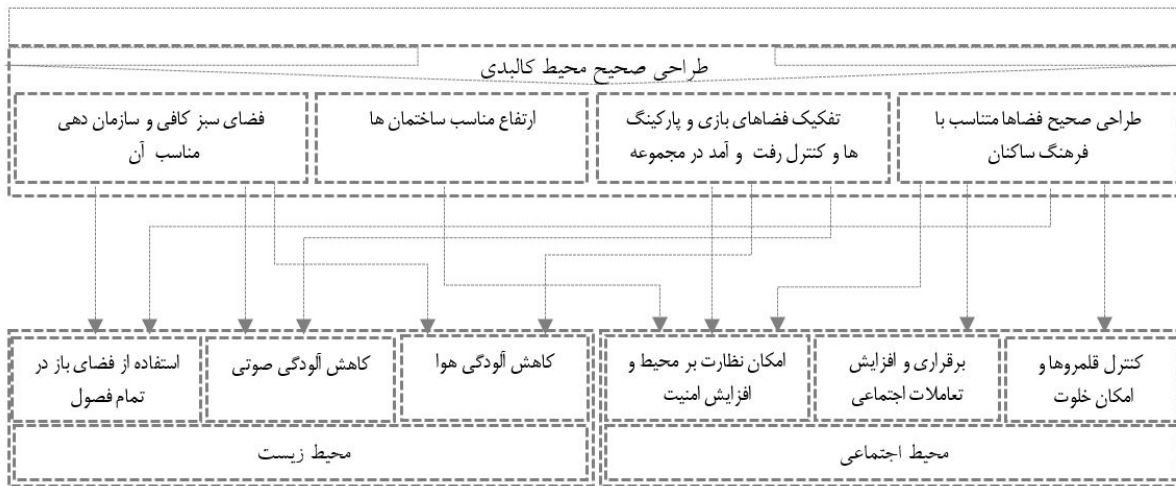 طراحی صحیح محیط کالبدی
طراحی صحیح فضاها متناسب با
فرهنگ ساکنان
تفکیک فضاهای بازی و پارکینگ
ها و کنترل رفت و آمد در مجموعه
ارتفاع مناسب ساختمان ها
فضای سبز کافی و سازمان دهی
مناسب آن
کنترل قلمروها و
امکان خلوت
برقراری و افزایش
تعاملات اجتماعی
امکان نظارت بر محیط و
افزایش امنیت
کاهش آلودگی هوا
کاهش آلودگی صوتی
استفاده از فضای باز در
تمام فصول
محیط اجتماعی
محیط زیست